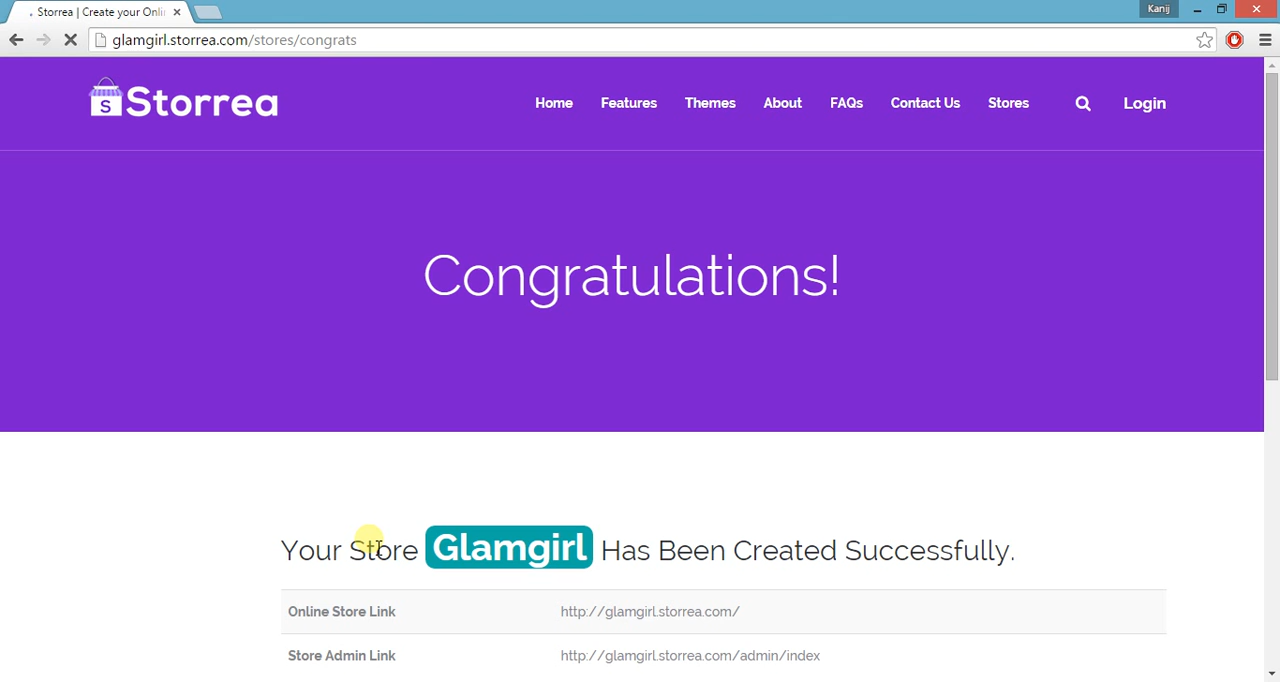 Storrea | Create your Onli
Kanij
glamgirl.storrea.com/stores/congrats
S Storrea
Home Features Themes About FAQs Contact Us Stores Login
Congratulations!
Your Store Glamgirl Has Been Created Successfully.
Online Store Link http://glamgirl.storrea.com/
Store Admin Link http://glamgirl.storrea.com/admin/index